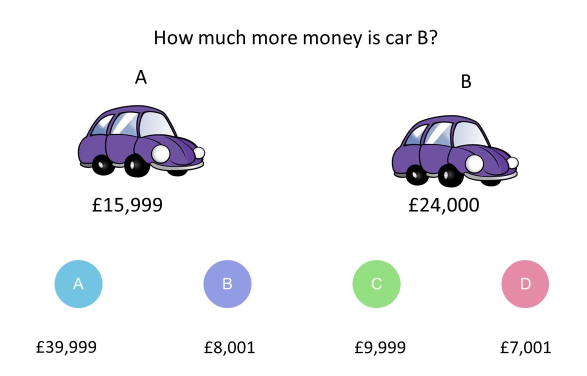 How much more money is car B?
A
B
£15,999
£24,000
A
B
C
D
£39,999
£8,001
£9,999
£7,001